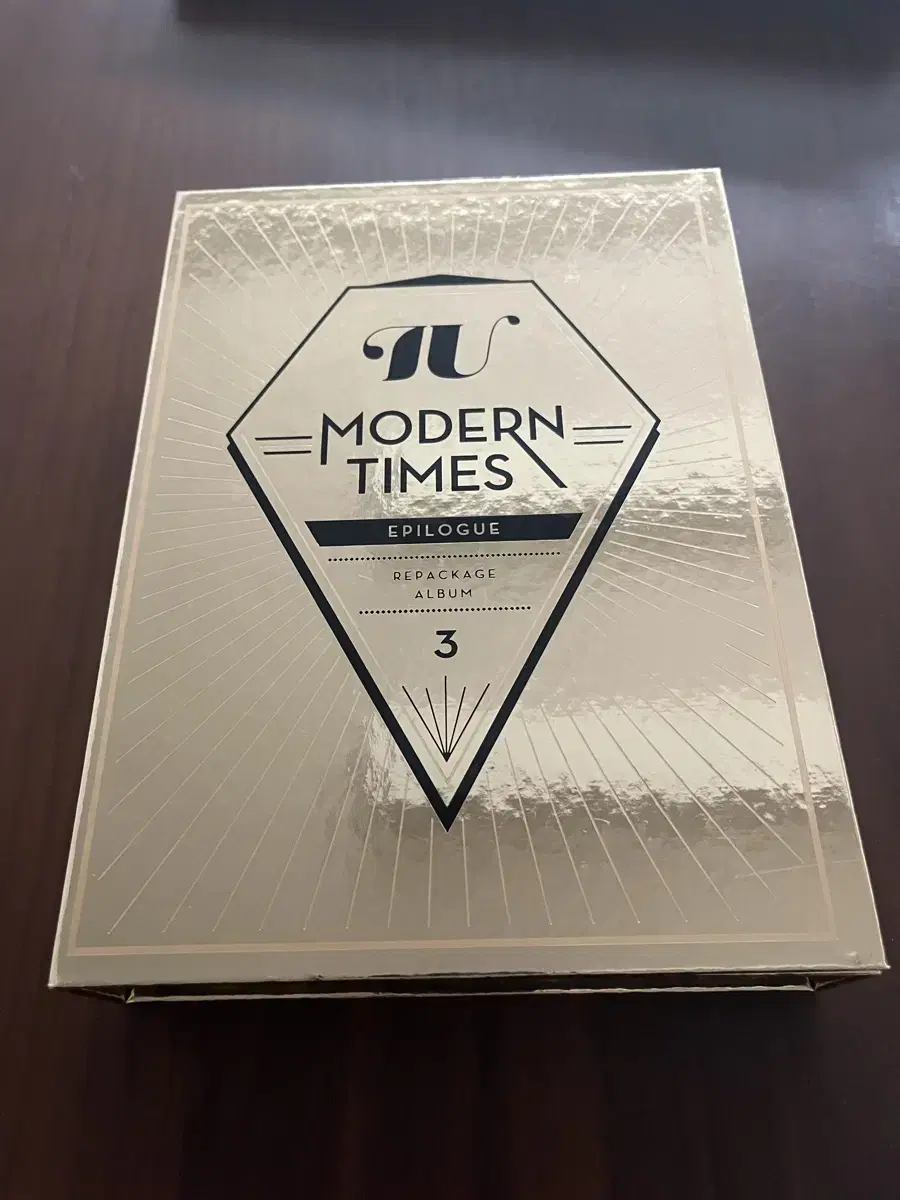 IU
MODERN
TIMES
EPILOGUE
REPACKAGE
ALBUM
3